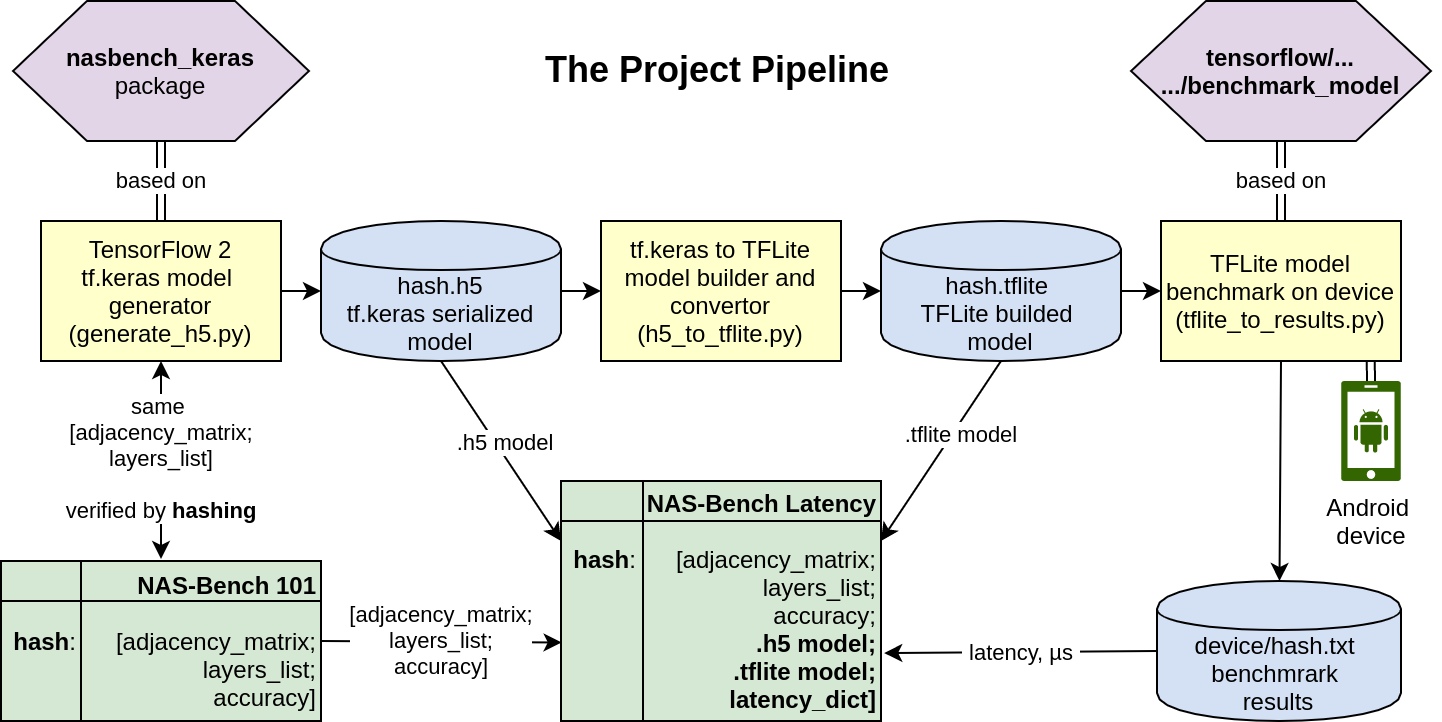 The Project Pipeline
nasbench_keras
package
tensorflow/...
.../benchmark_model
based on
based on
TensorFlow 2
tf.keras model
generator
(generate_h5.py)
hash.h5
tf.keras serialized
model
tf.keras to TFLite
model builder and
convertor
(h5_to_tflite.py)
hash.tflite
TFLite builded
model
TFLite model
benchmark on device
(tflite_to_results.py)
same
[adjacency_matrix;
layers_list]
verified by hashing
.h5 model
.tflite model
Android
device
NAS-Bench 101
hash:
[adjacency_matrix;
layers_list;
accuracy]
[adjacency_matrix;
layers_list;
accuracy]
NAS-Bench Latency
hash:
[adjacency_matrix;
layers_list;
accuracy;
.h5 model;
.tflite model;
latency_dict]
latency, µs
device/hash.txt
benchmrark
results